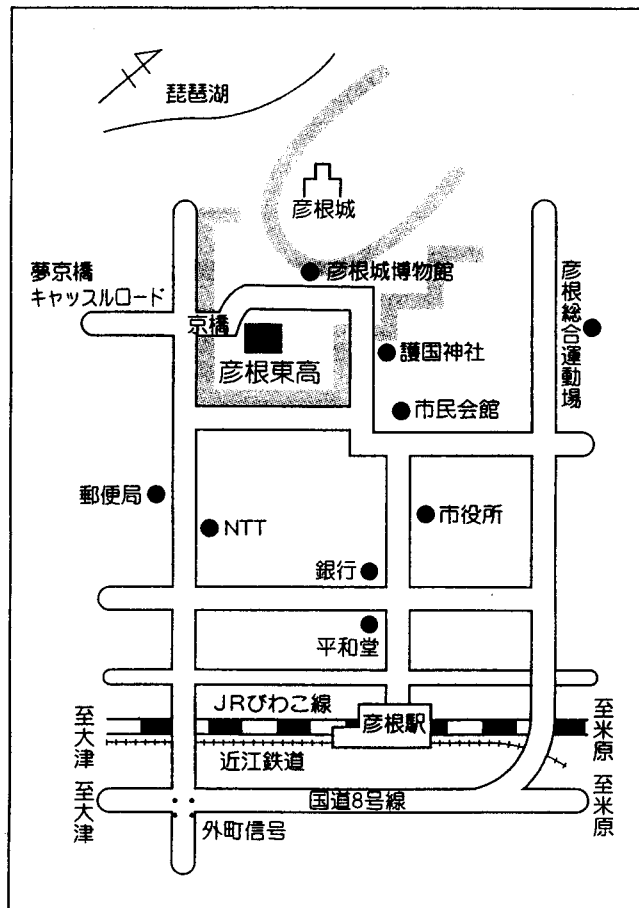 琵琶湖
彦根城
夢京橋
キャッスルロード
彦根城博物館
彦根総合運動場
京橋
彦根東高
護国神社
市民会館
郵便局
NTT
市役所
銀行
平和堂
JRびわこ線
彦根駅
至大津
至米原
近江鉄道
至大津
国道8号線
至米原
外町信号